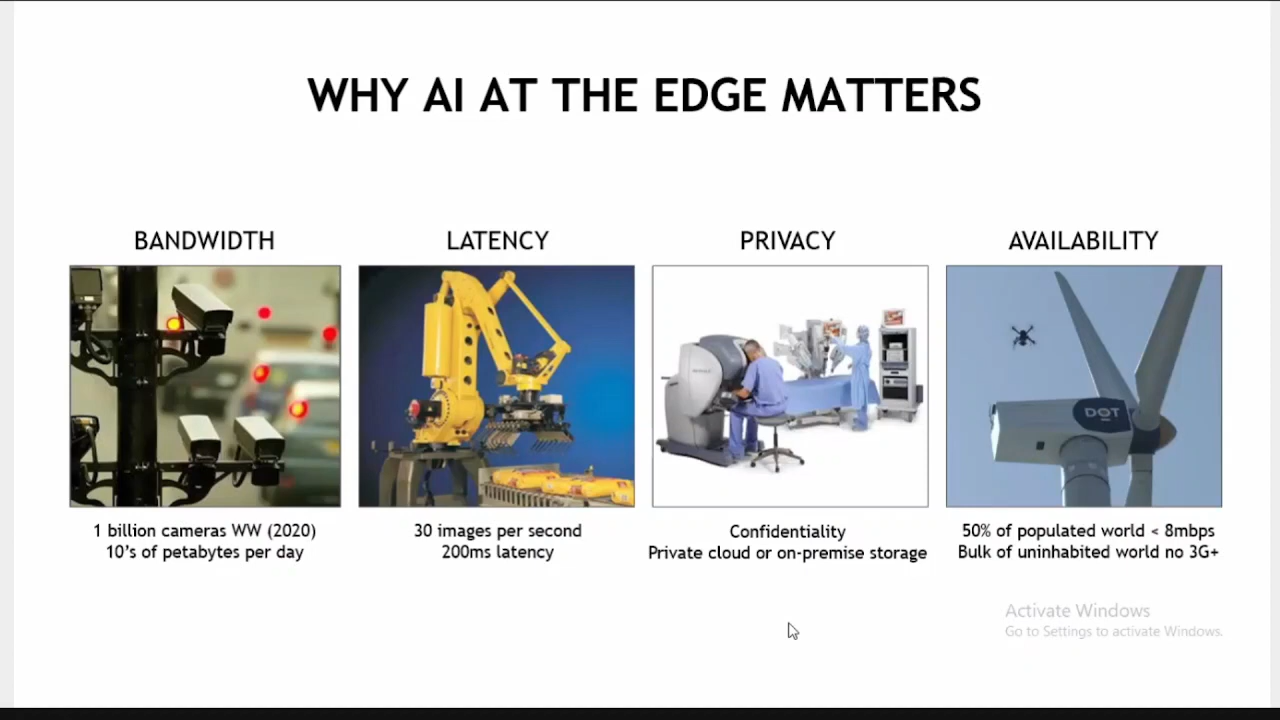 WHY AI AT THE EDGE MATTERS
BANDWIDTH
1 billion cameras WW (2020)
10's of petabytes per day
LATENCY
30 images per second
200ms latency
PRIVACY
Confidentiality
Private cloud or on-premise storage
AVAILABILITY
DOT
50% of populated world < 8mbps
Bulk of uninhabited world no 3G+
Activate Windows
Go to Settings to activate Windows.